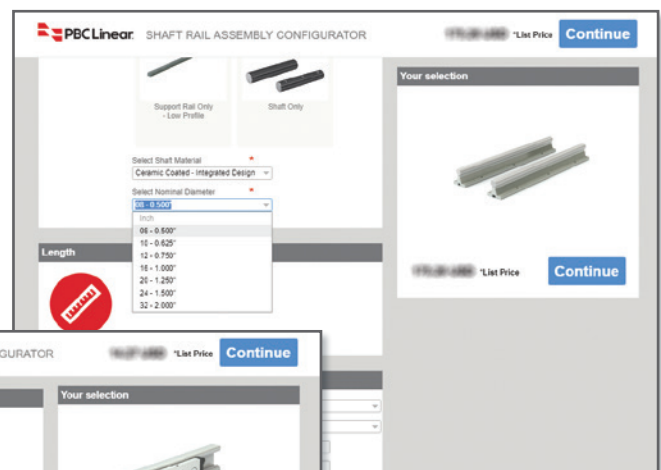 PBC Linear. SHAFT RAIL ASSEMBLY CONFIGURATOR
*List Price Continue
Support Rail Only
- Low Profile
Shaft Only
Select Shaft Material *
Ceramic Coated - Integrated Design
Select Nominal Diameter *
08 - 0.500"
Inch
08 - 0.500"
10 - 0.625"
12 - 0.750"
16 - 1.000"
20 - 1.250"
24 - 1.500"
32 - 2.000"
Length
Your selection
*List Price Continue
GURATOR
*List Price Continue
Your selection